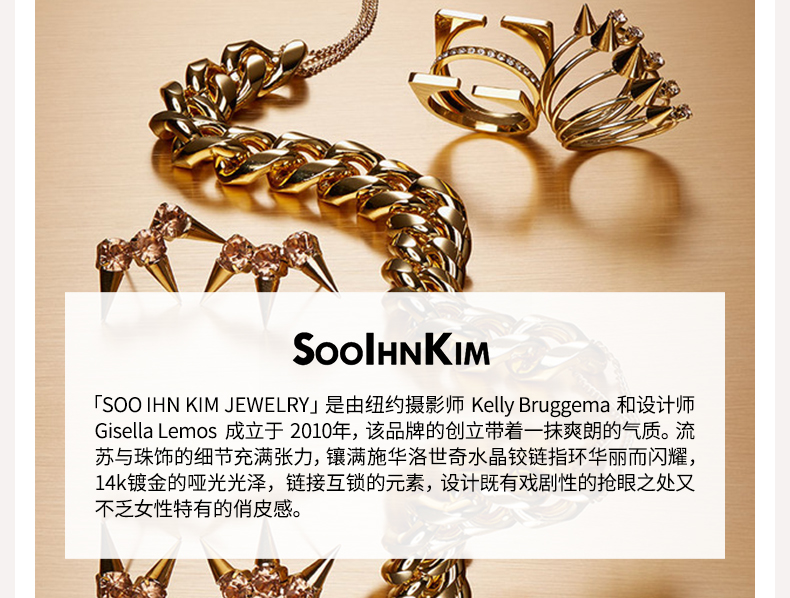 SOOIHNKIM
「SOO IHN KIM JEWELRY」是由纽约摄影师 Kelly Bruggema 和设计师
Gisella Lemos 成立于 2010年，该品牌的创立带着一抹爽朗的气质。流
苏与珠饰的细节充满张力，镶满施华洛世奇水晶铰链指环华丽而闪耀，
14k镀金的哑光光泽，链接互锁的元素，设计既有戏剧性的抢眼之处又
不乏女性特有的俏皮感。